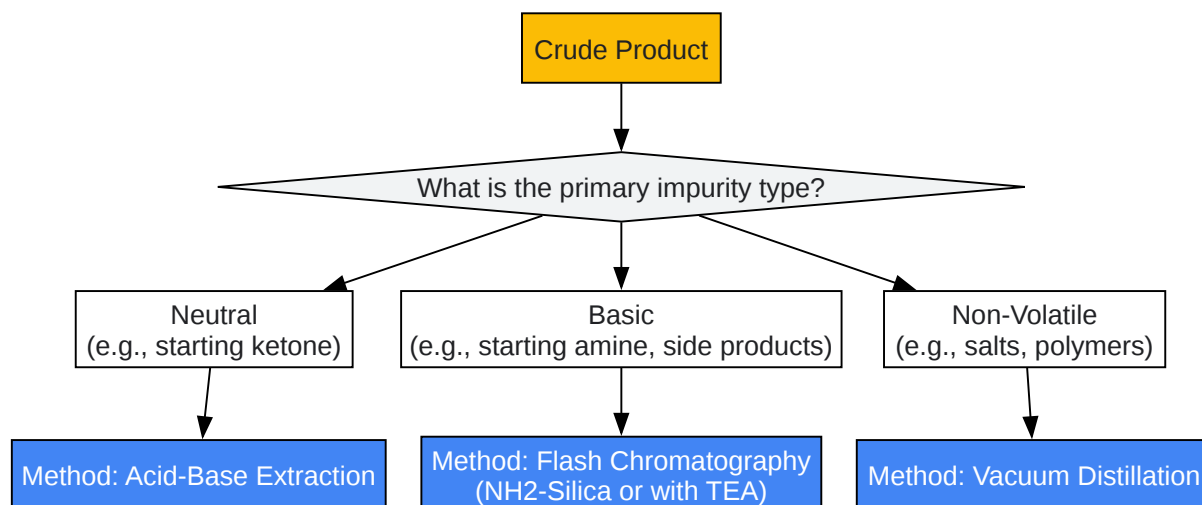 Crude Product
What is the primary impurity type?
Neutral
(e.g., starting ketone)
Basic
(e.g., starting amine, side products)
Non-Volatile
(e.g., salts, polymers)
Method: Acid-Base Extraction
Method: Flash Chromatography
(NH2-Silica or with TEA)
Method: Vacuum Distillation